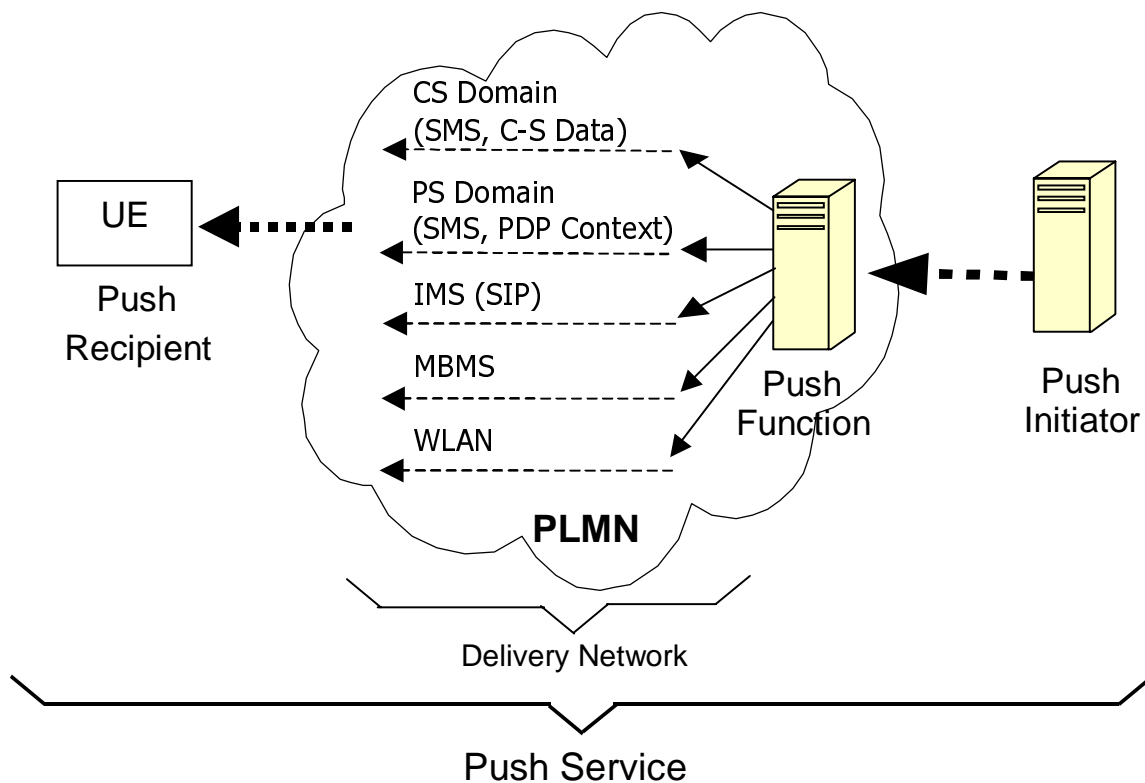 CS Domain
(SMS, C-S Data)
UE
PS Domain
(SMS, PDP Context)
IMS (SIP)
Push
Recipient
MBMS
WLAN
Push
Function
Push
Initiator
PLMN
Delivery Network
Push Service